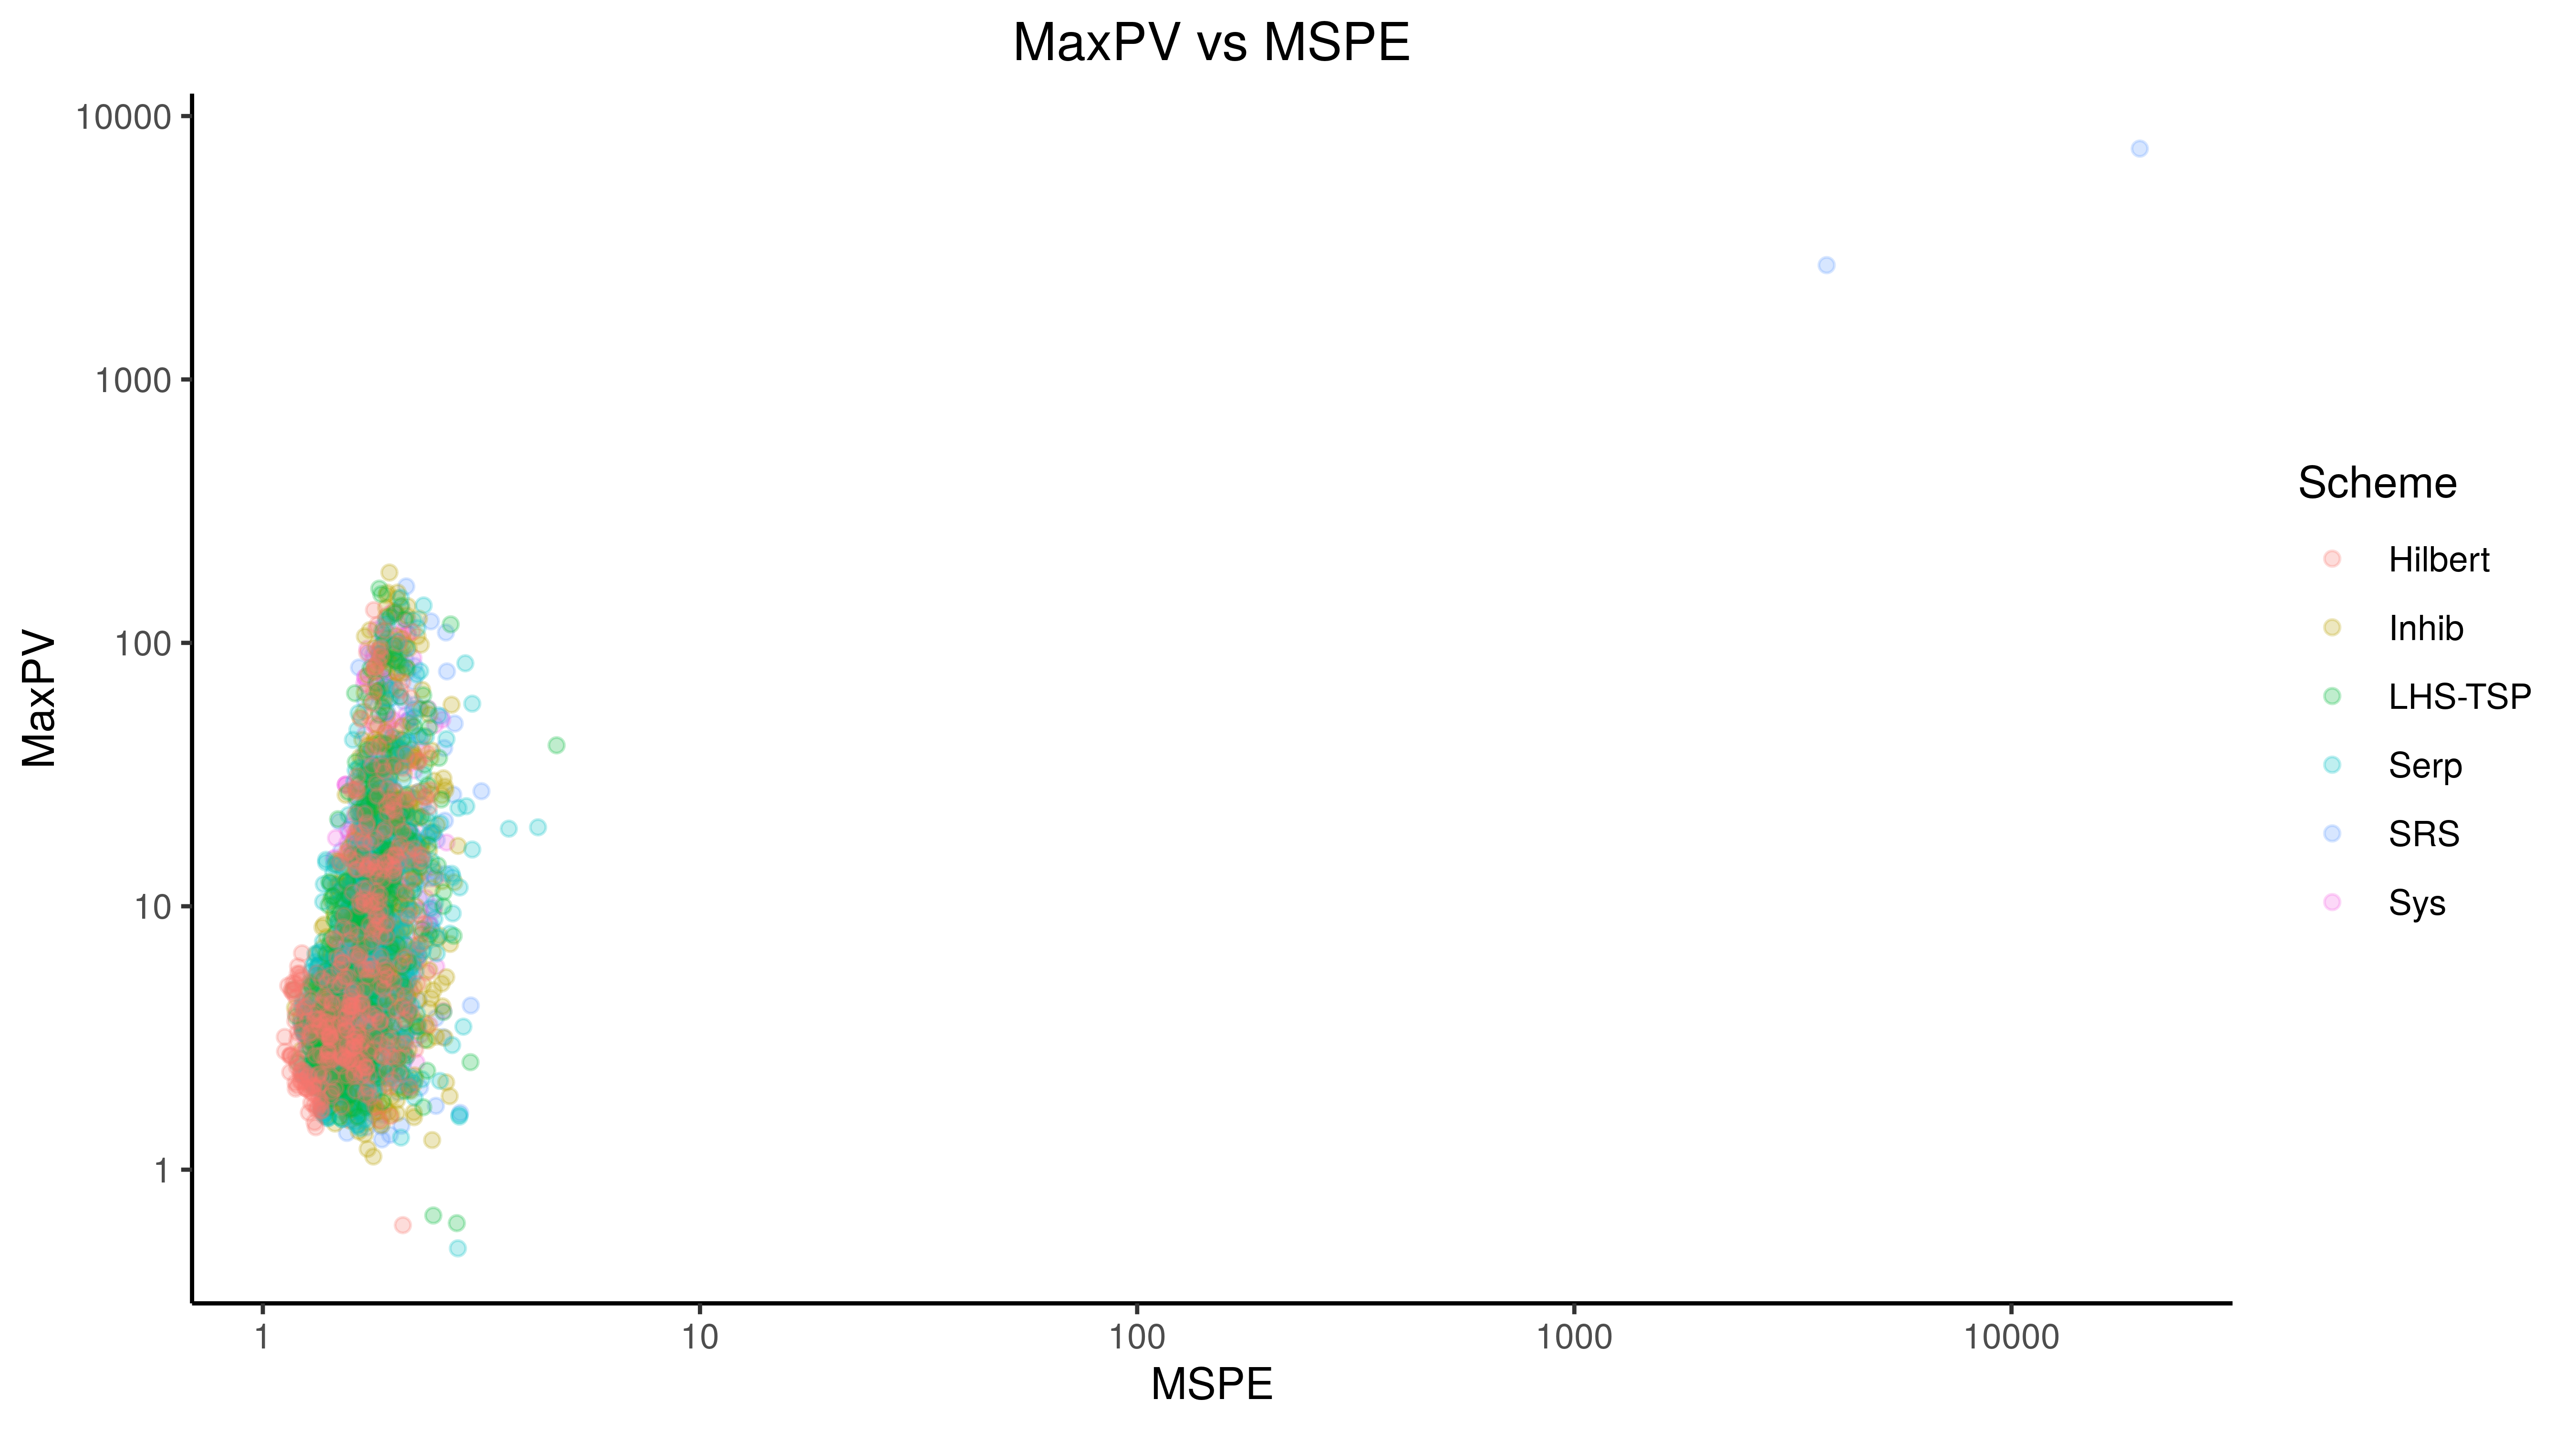 MaxPV vs MSPE
10000
1000
100
10
1
MaxPV
1
10
100
1000
10000
MSPE
Scheme
Hilbert
Inhib
LHS-TSP
Serp
SRS
Sys